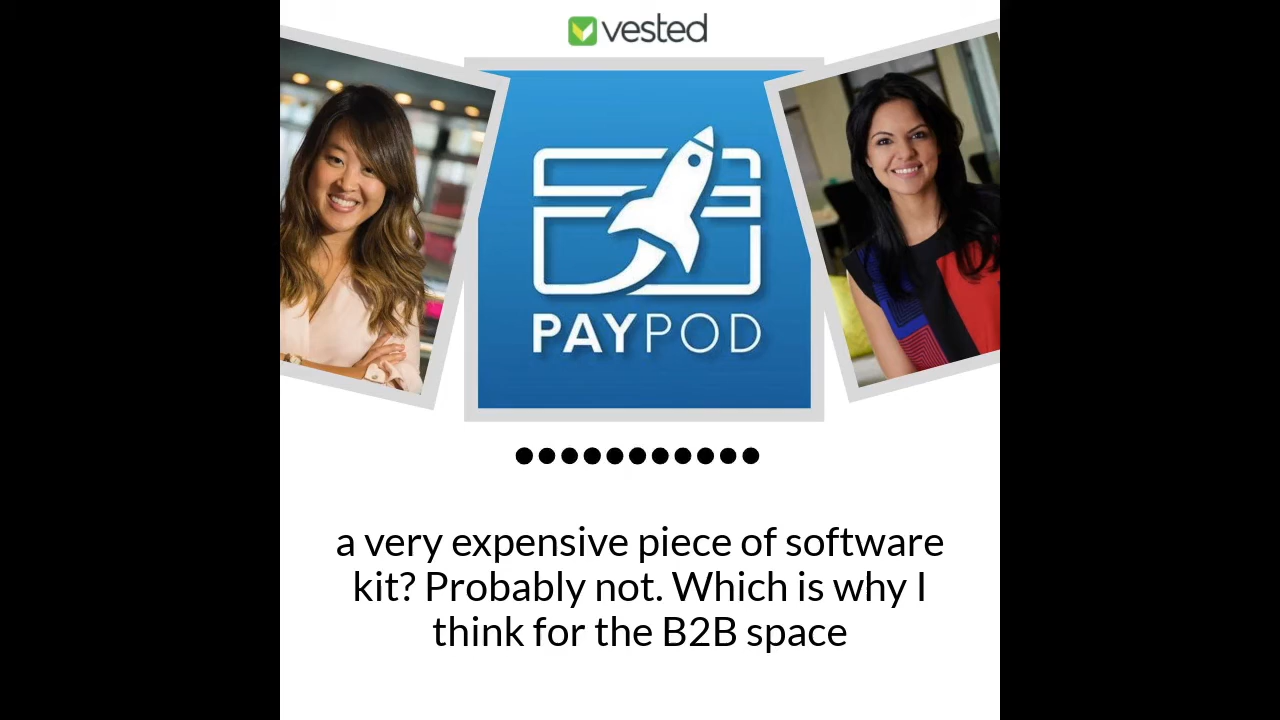 vested
PAYPOD
a very expensive piece of software
kit? Probably not. Which is why I
think for the B2B space